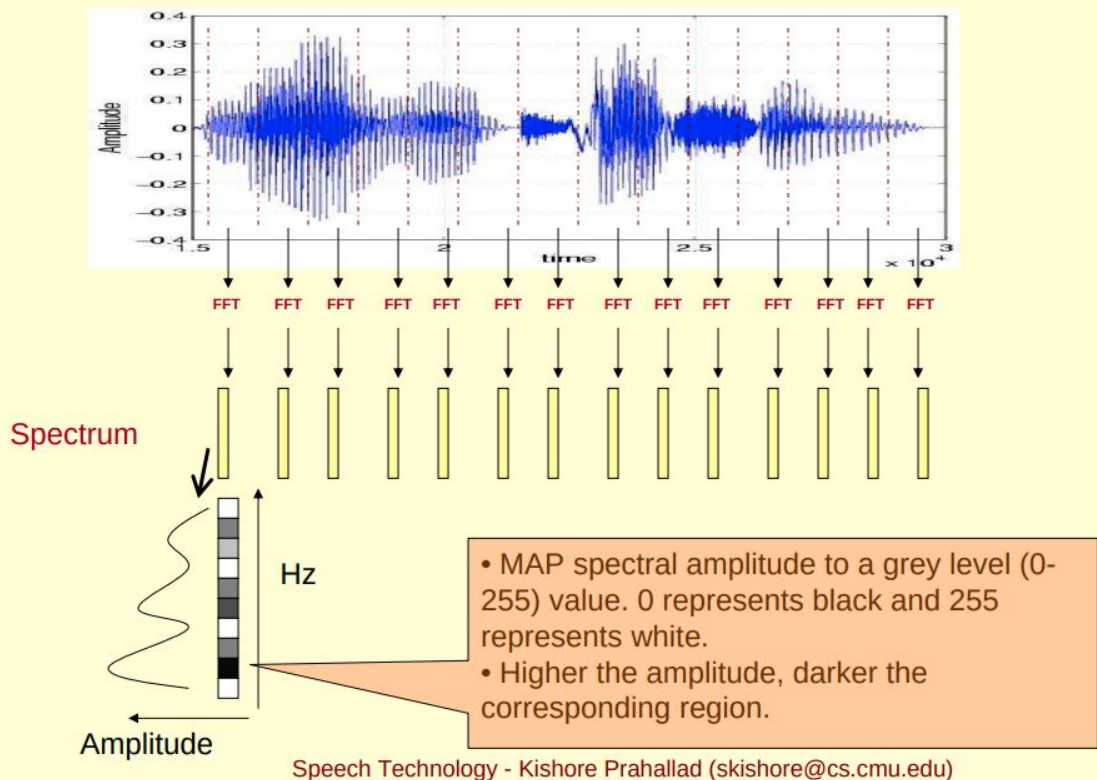 0.4
0.3
0.2
0.1
0
−0.1
−0.2
−0.3
−0.4
Amplitude
1.5 2 2.5 3
time
× 10⁴
FFT FFT FFT FFT FFT FFT FFT FFT FFT FFT FFT FFT FFT FFT
Spectrum
Hz
Amplitude
• MAP spectral amplitude to a grey level (0-
255) value. 0 represents black and 255
represents white.
• Higher the amplitude, darker the
corresponding region.
Speech Technology - Kishore Prahallad (skishore@cs.cmu.edu)